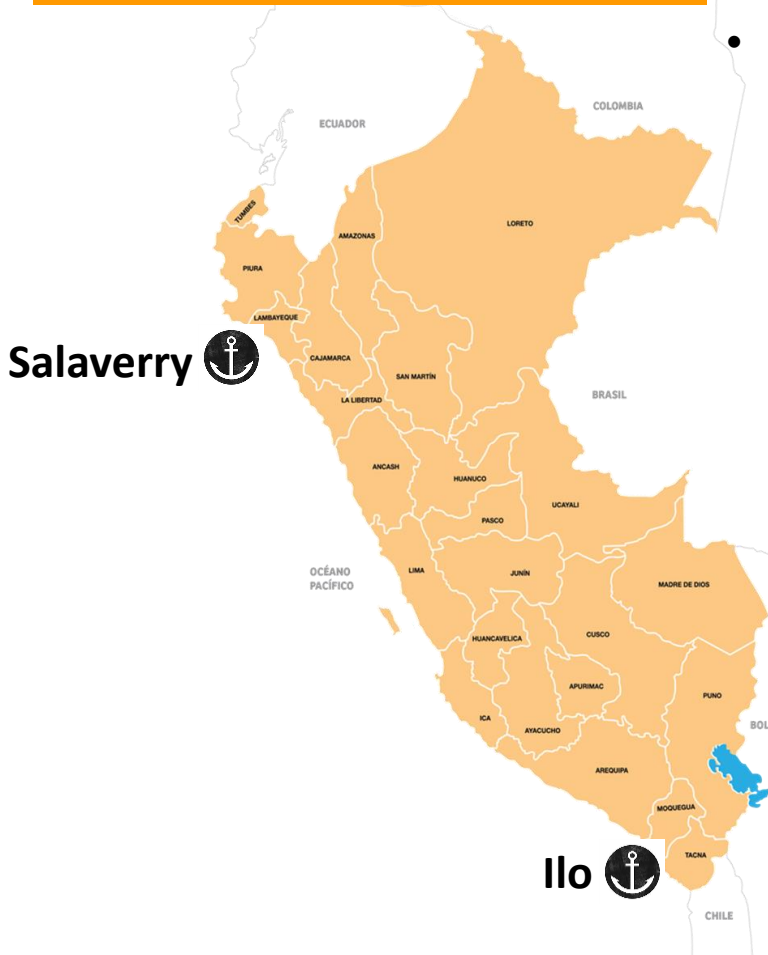 •
COLOMBIA
ECUADOR
TUMBES
LORETO
AMAZONAS
PIURA
LAMBAYEQUE
Salaverry
CAJAMARCA
SAN MARTÍN
BRASIL
LA LIBERTAD
ANCASH
HUANUCO
UCAYALI
PASCO
OCÉANO
PACÍFICO
LIMA
JUNÍN
MADRE DE DIOS
HUANCAVELICA
CUSCO
APURIMAC
PUNO
ICA
AYACUCHO
BOL
AREQUIPA
MOQUEGUA
TACNA
Ilo
CHILE